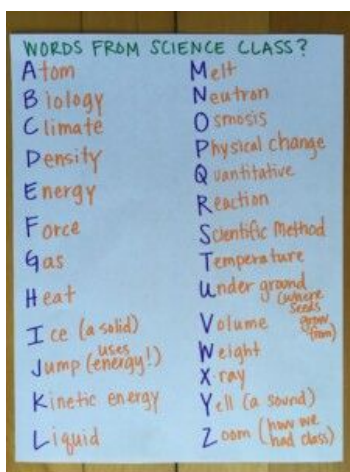 WORDS FROM SCIENCE CLASS?
Atom
Biology
Climate
Density
Energy
Force
Gas
Heat
Ice (a solid)
Jump (uses energy!)
Kinetic energy
Liquid
Melt
Neutron
Osmosis
Physical change
Quantitative
Reaction
Scientific Method
Temperature
Under ground (where seeds grow from)
Volume
Weight
X-ray
Yell (a sound)
Zoom (how we had class)